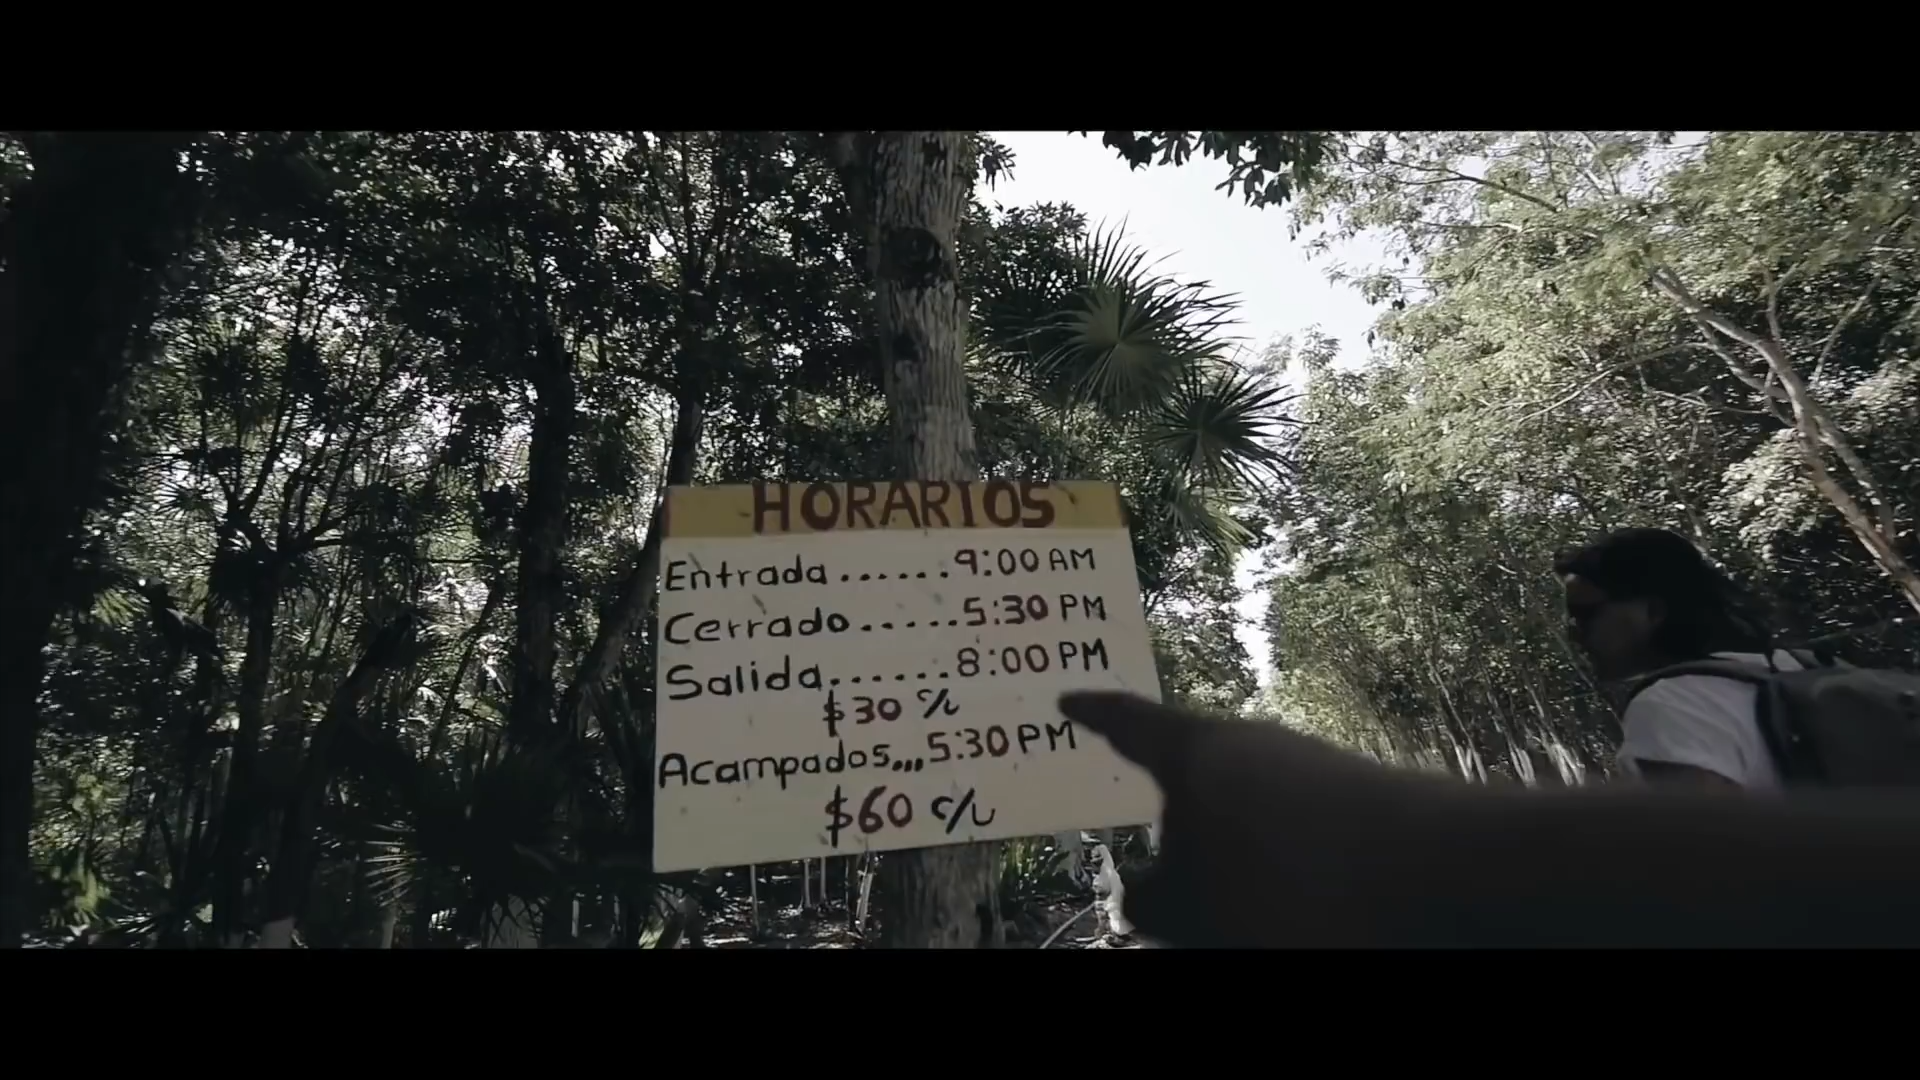 HORARIOS
Entrada......9:00 AM
Cerrado.....5:30 PM
Salida.......8:00 PM
$30 c/u
Acampados,,,5:30 PM
$60 c/u